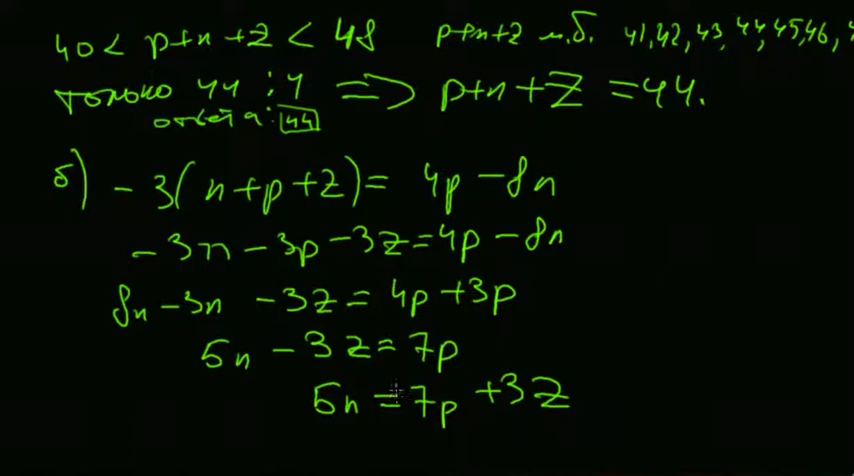 40 < p+n+z < 48 p+n+z м.б. 41,42,43,44,45,46,
только 44 ⋮ 4 => p+n+z =44.
ответ а: 44
б) -3(n+p+z)= 4p -8n
-3n -3p -3z=4p -8n
8n -3n -3z= 4p +3p
5n -3z=7p
5n =7p +3z